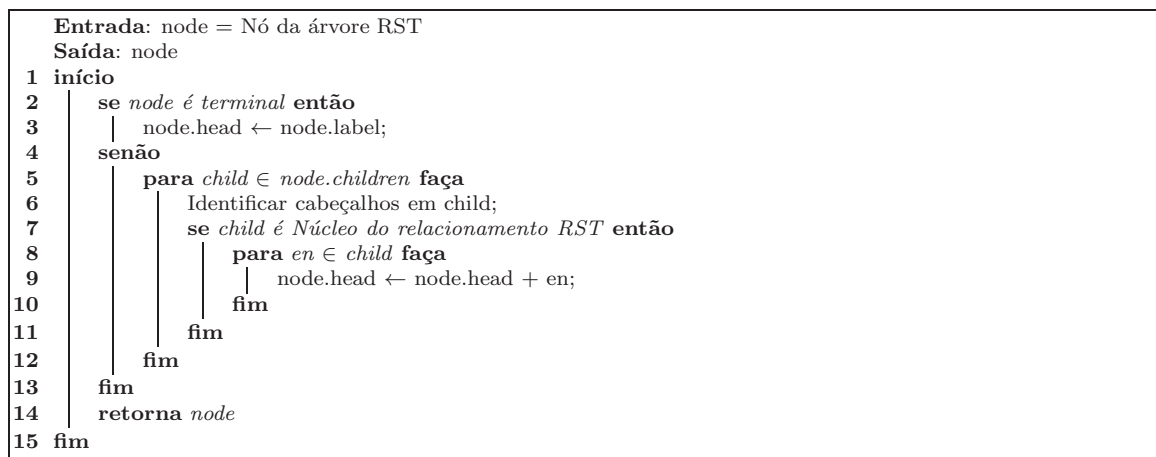 Entrada: node = Nó da árvore RST
Saída: node
1 início
2 se node é terminal então
3 node.head ← node.label;
4 senão
5 para child ∈ node.children faça
6 Identificar cabeçalhos em child;
7 se child é Núcleo do relacionamento RST então
8 para en ∈ child faça
9 node.head ← node.head + en;
10 fim
11 fim
12 fim
13 fim
14 retorna node
15 fim